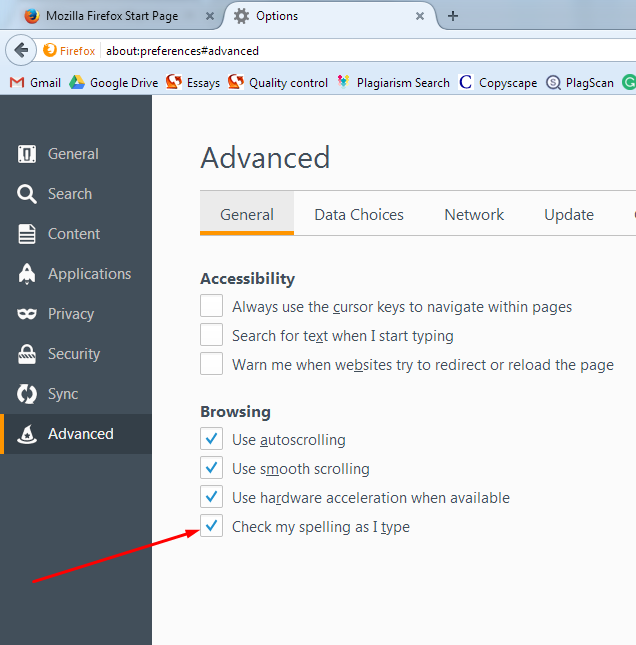 Mozilla Firefox Start Page
Options
Firefox about:preferences#advanced
Gmail Google Drive Essays Quality control Plagiarism Search Copyscape PlagScan
General
Search
Content
Applications
Privacy
Security
Sync
Advanced
Advanced
General Data Choices Network Update
Accessibility
Always use the cursor keys to navigate within pages
Search for text when I start typing
Warn me when websites try to redirect or reload the page
Browsing
Use autoscrolling
Use smooth scrolling
Use hardware acceleration when available
Check my spelling as I type